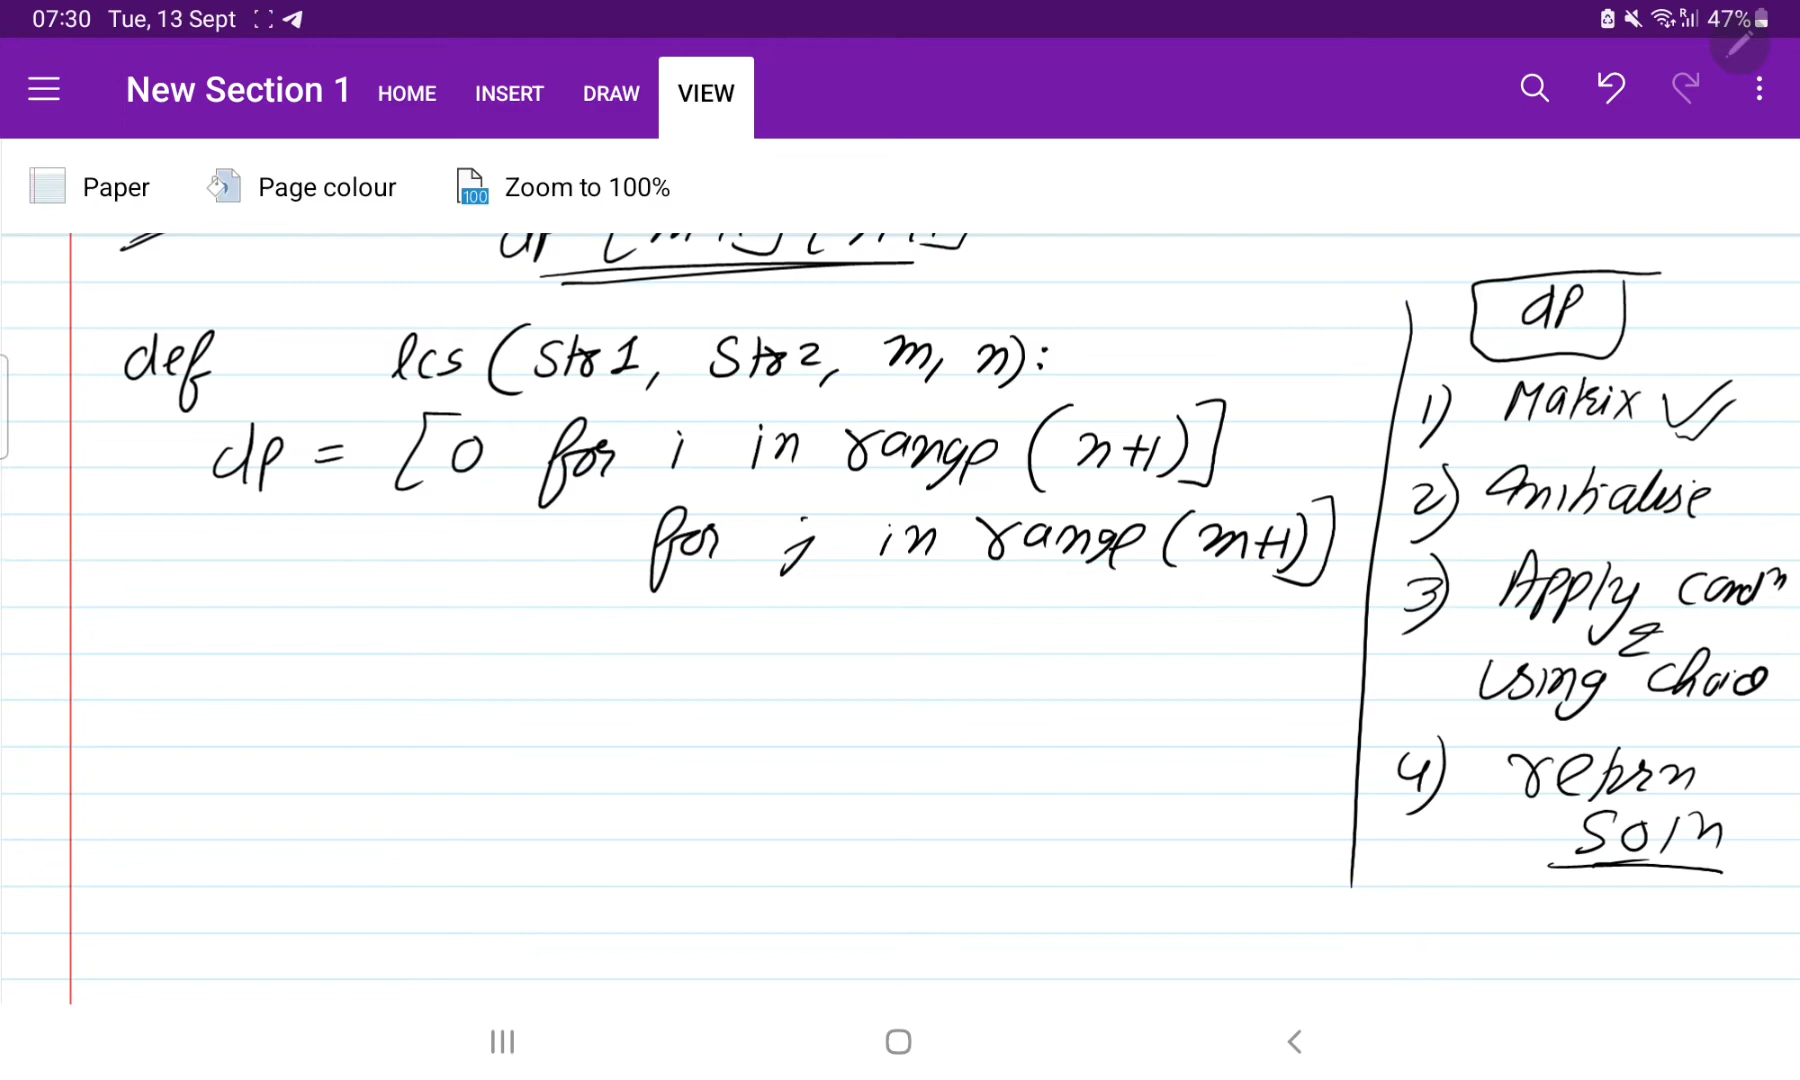 07:30 Tue, 13 Sept 47%
New Section 1 HOME INSERT DRAW VIEW
Paper Page colour 100 Zoom to 100%
def lcs (str1, str2, m, n):
dp = [0 for i in range (n+1)]
for j in range (m+1)]
dp
1) Matrix
2) Initialise
3) Apply condn
&
using choice
4) return
soln